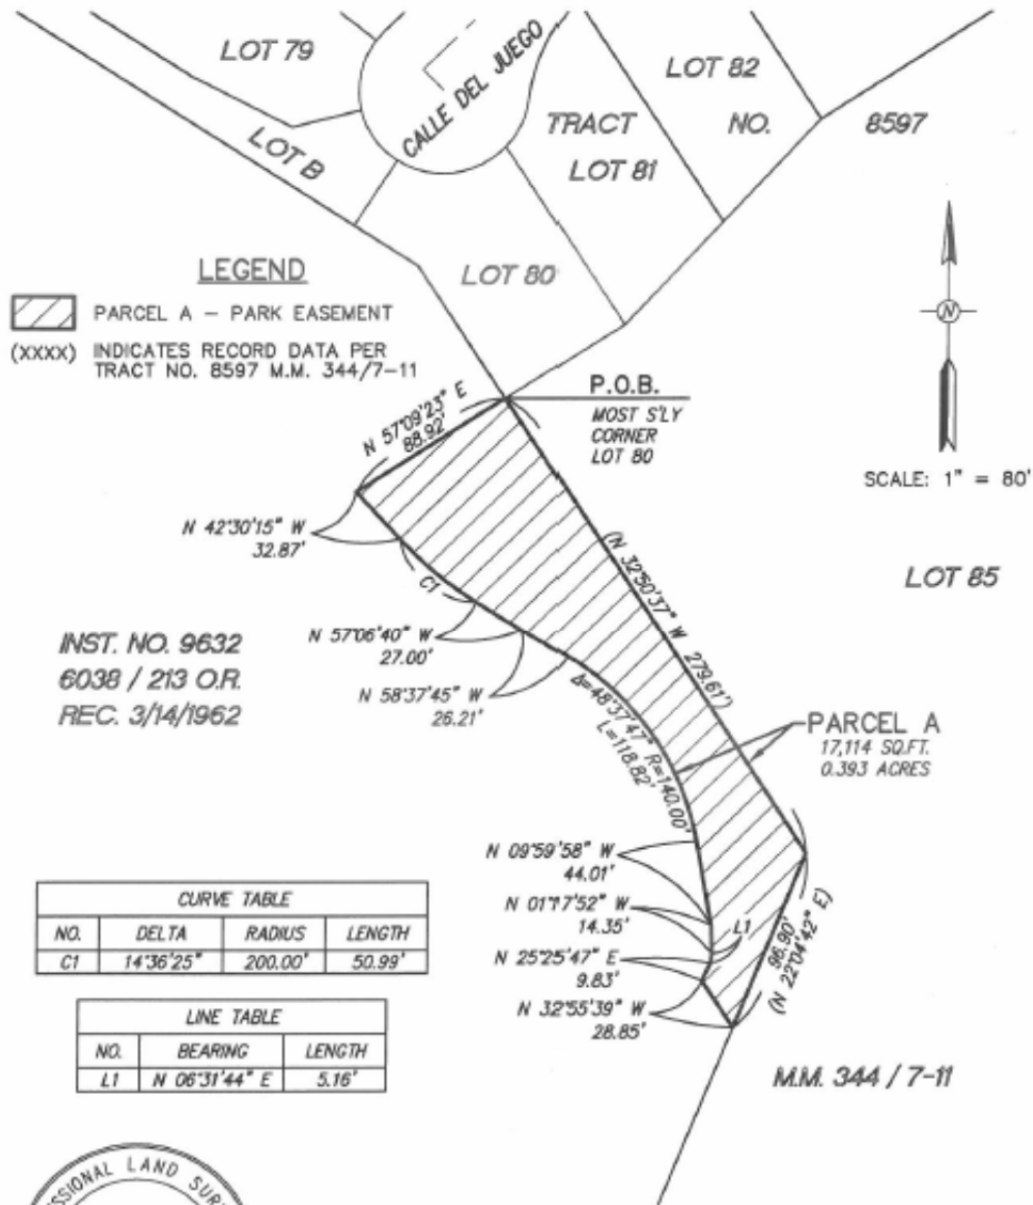 LOT 79
LOT B
CALLE DEL JUEGO
LOT 82
TRACT NO. 8597
LOT 81
LOT 80
LEGEND
PARCEL A - PARK EASEMENT
(XXXX) INDICATES RECORD DATA PER
TRACT NO. 8597 M.M. 344/7-11
N
SCALE: 1" = 80'
P.O.B.
MOST S'LY
CORNER
LOT 80
N 57°09'23" E
88.92'
N 42°30'15" W
32.87'
C1
(N 32°50'37" W 279.61')
LOT 85
INST. NO. 9632
6038 / 213 O.R.
REC. 3/14/1962
N 57°06'40" W
27.00'
N 58°37'45" W
26.21'
Δ=48°37'47" R=140.00'
L=118.82'
PARCEL A
17,114 SQ.FT.
0.393 ACRES
N 09°59'58" W
44.01'
N 01°17'52" W
14.35'
L1
N 25°25'47" E
9.83'
N 32°55'39" W
28.85'
96.90'
(N 22°04'42" E)
CURVE TABLE
NO. DELTA RADIUS LENGTH
C1 14°36'25" 200.00' 50.99'
LINE TABLE
NO. BEARING LENGTH
L1 N 06°31'44" E 5.16'
M.M. 344 / 7-11
LAND